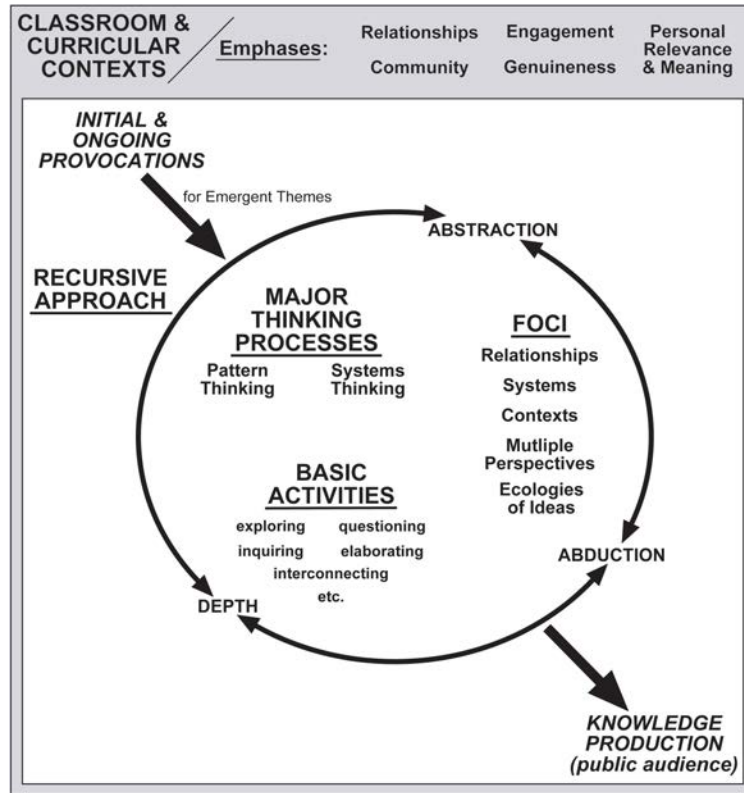 CLASSROOM &
CURRICULAR
CONTEXTS
Emphases:
Relationships
Engagement
Personal
Relevance
& Meaning
Community
Genuineness
INITIAL &
ONGOING
PROVOCATIONS
for Emergent Themes
ABSTRACTION
RECURSIVE
APPROACH
MAJOR
THINKING
PROCESSES
Pattern
Thinking
Systems
Thinking
FOCI
Relationships
Systems
Contexts
Mutliple
Perspectives
Ecologies
of Ideas
BASIC
ACTIVITIES
exploring questioning
inquiring elaborating
interconnecting
etc.
ABDUCTION
DEPTH
KNOWLEDGE
PRODUCTION
(public audience)